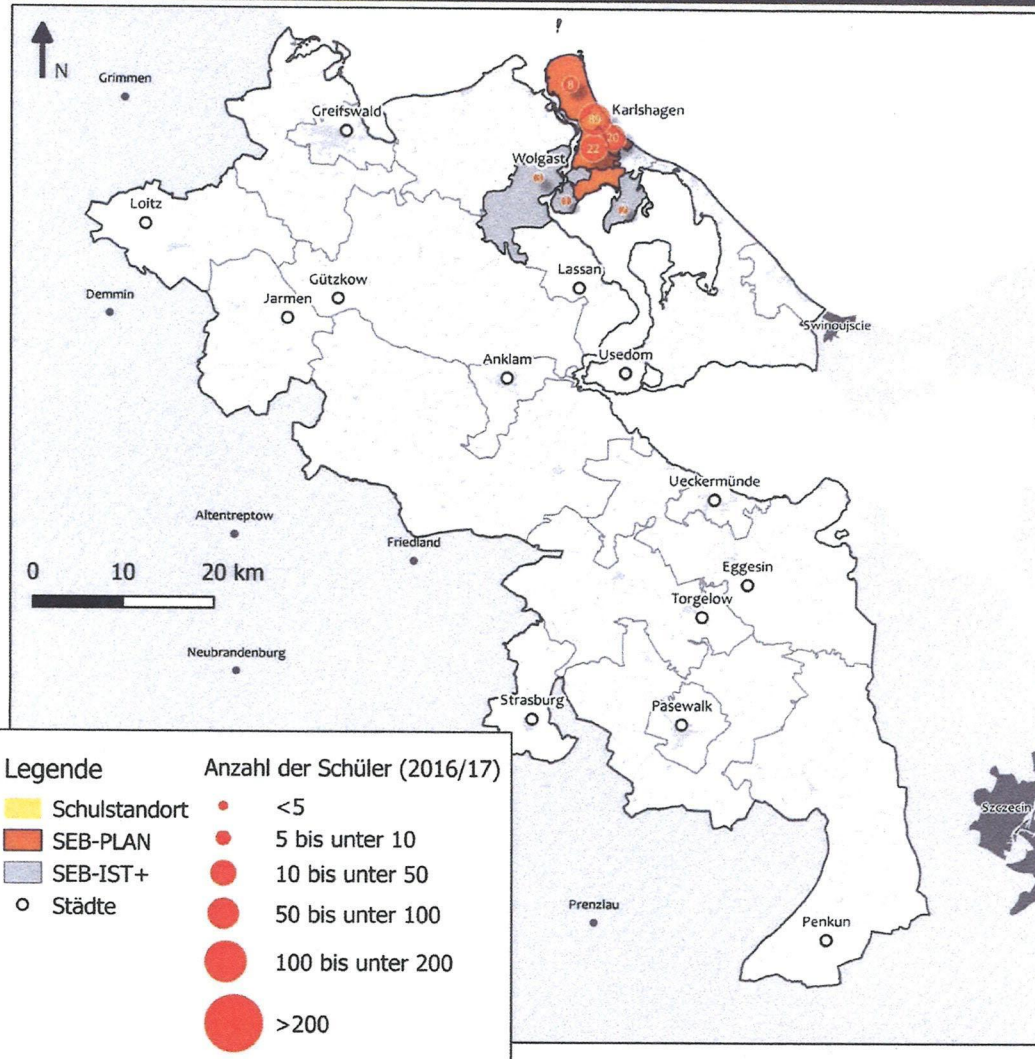 N
Grimmen
Greifswald
Karlshagen
8
89
20
22
Wolgast
Loitz
Gützkow
Lassan
Demmin
Jarmen
Swinoujscie
Anklam
Usedom
Ueckermünde
Altentreptow
Friedland
0 10 20 km
Eggesin
Torgelow
Neubrandenburg
Strasburg
Pasewalk
Legende
Anzahl der Schüler (2016/17)
Schulstandort
<5
SEB-PLAN
5 bis unter 10
SEB-IST+
10 bis unter 50
Städte
50 bis unter 100
100 bis unter 200
>200
Szczecin
Prenzlau
Penkun